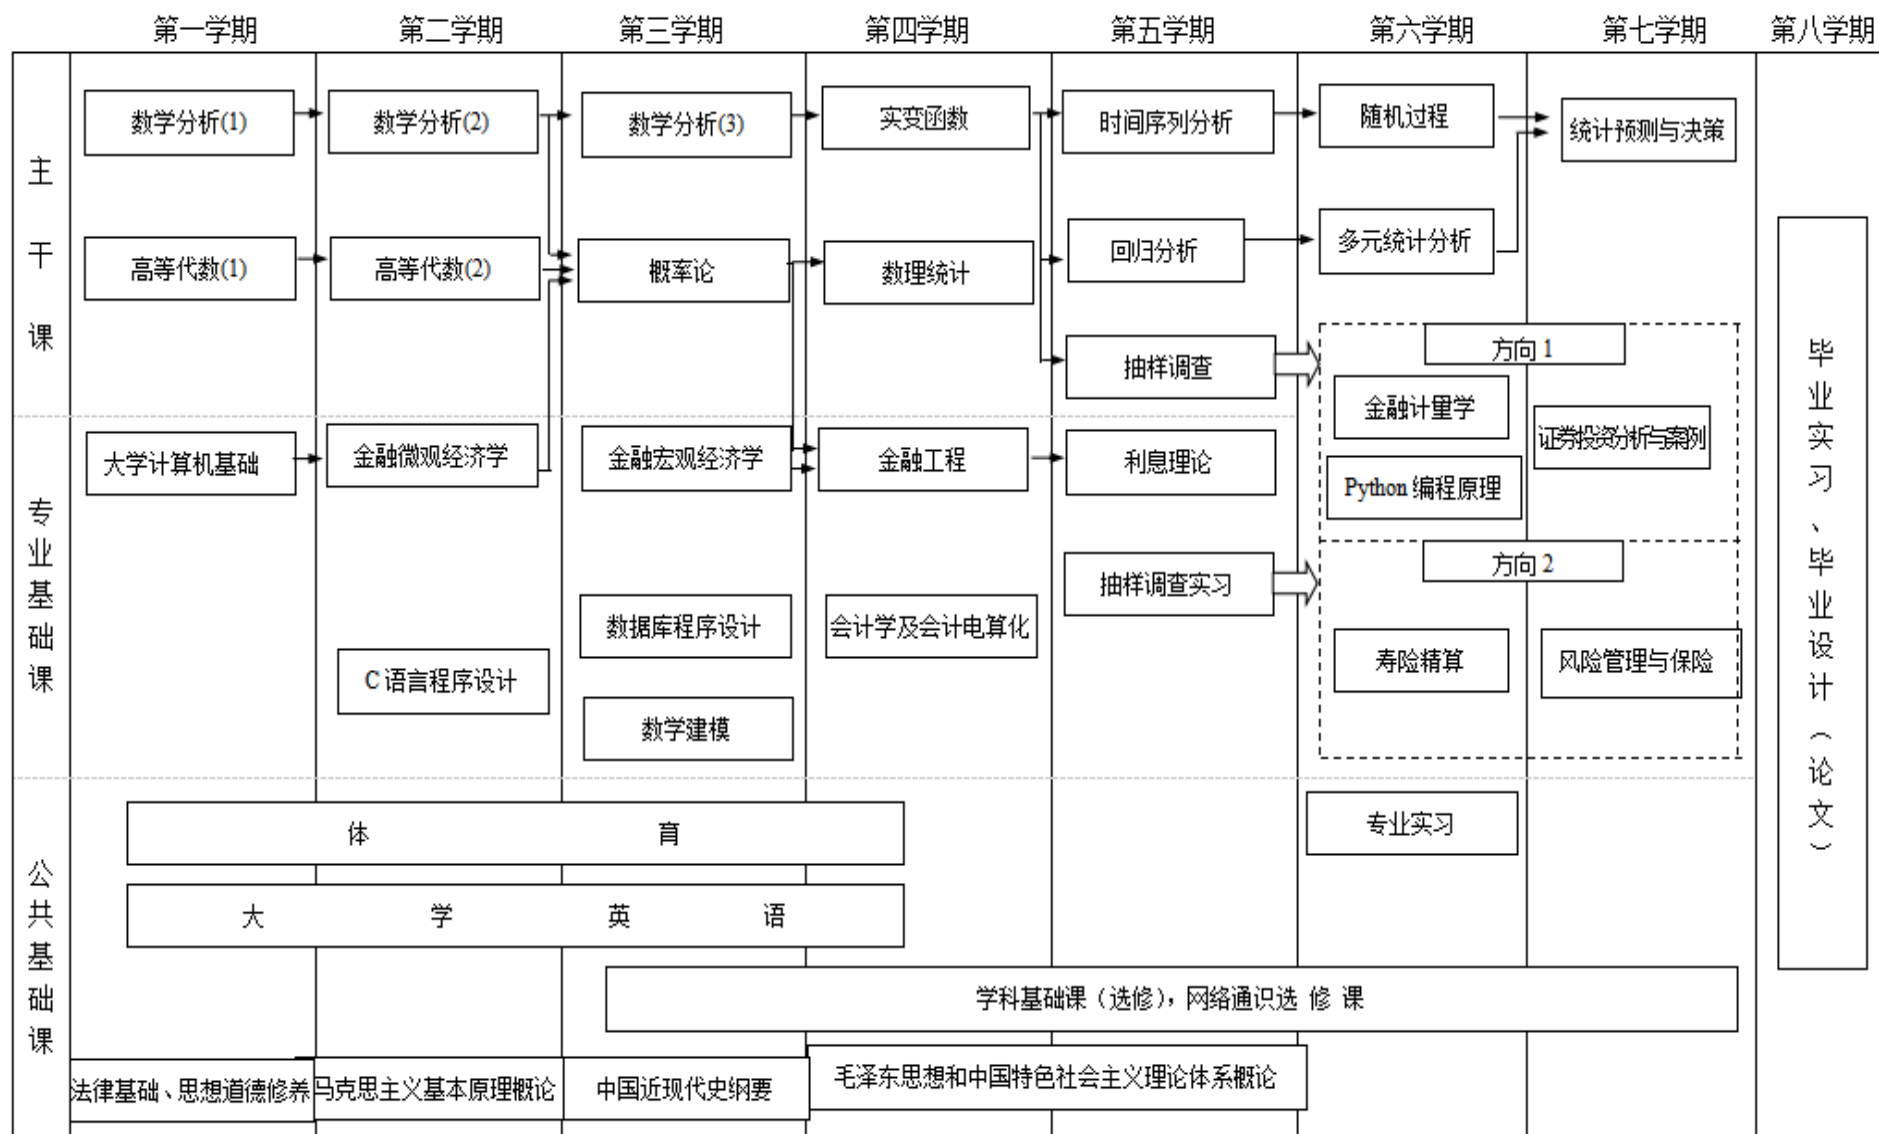 第一学期 第二学期 第三学期 第四学期 第五学期 第六学期 第七学期 第八学期
主干课
数学分析(1) 数学分析(2) 数学分析(3) 实变函数 时间序列分析 随机过程 统计预测与决策
高等代数(1) 高等代数(2) 概率论 数理统计 回归分析 多元统计分析
抽样调查
方向 1
金融计量学
证券投资分析与案例
Python 编程原理
专业基础课
大学计算机基础 金融微观经济学 金融宏观经济学 金融工程 利息理论
方向 2
抽样调查实习
数据库程序设计 会计学及会计电算化
寿险精算 风险管理与保险
C 语言程序设计
数学建模
公共基础课
体育
专业实习
大学英语
学科基础课（选修），网络通识选 修 课
法律基础、思想道德修养 马克思主义基本原理概论 中国近现代史纲要 毛泽东思想和中国特色社会主义理论体系概论
毕业实习、毕业设计（论文）